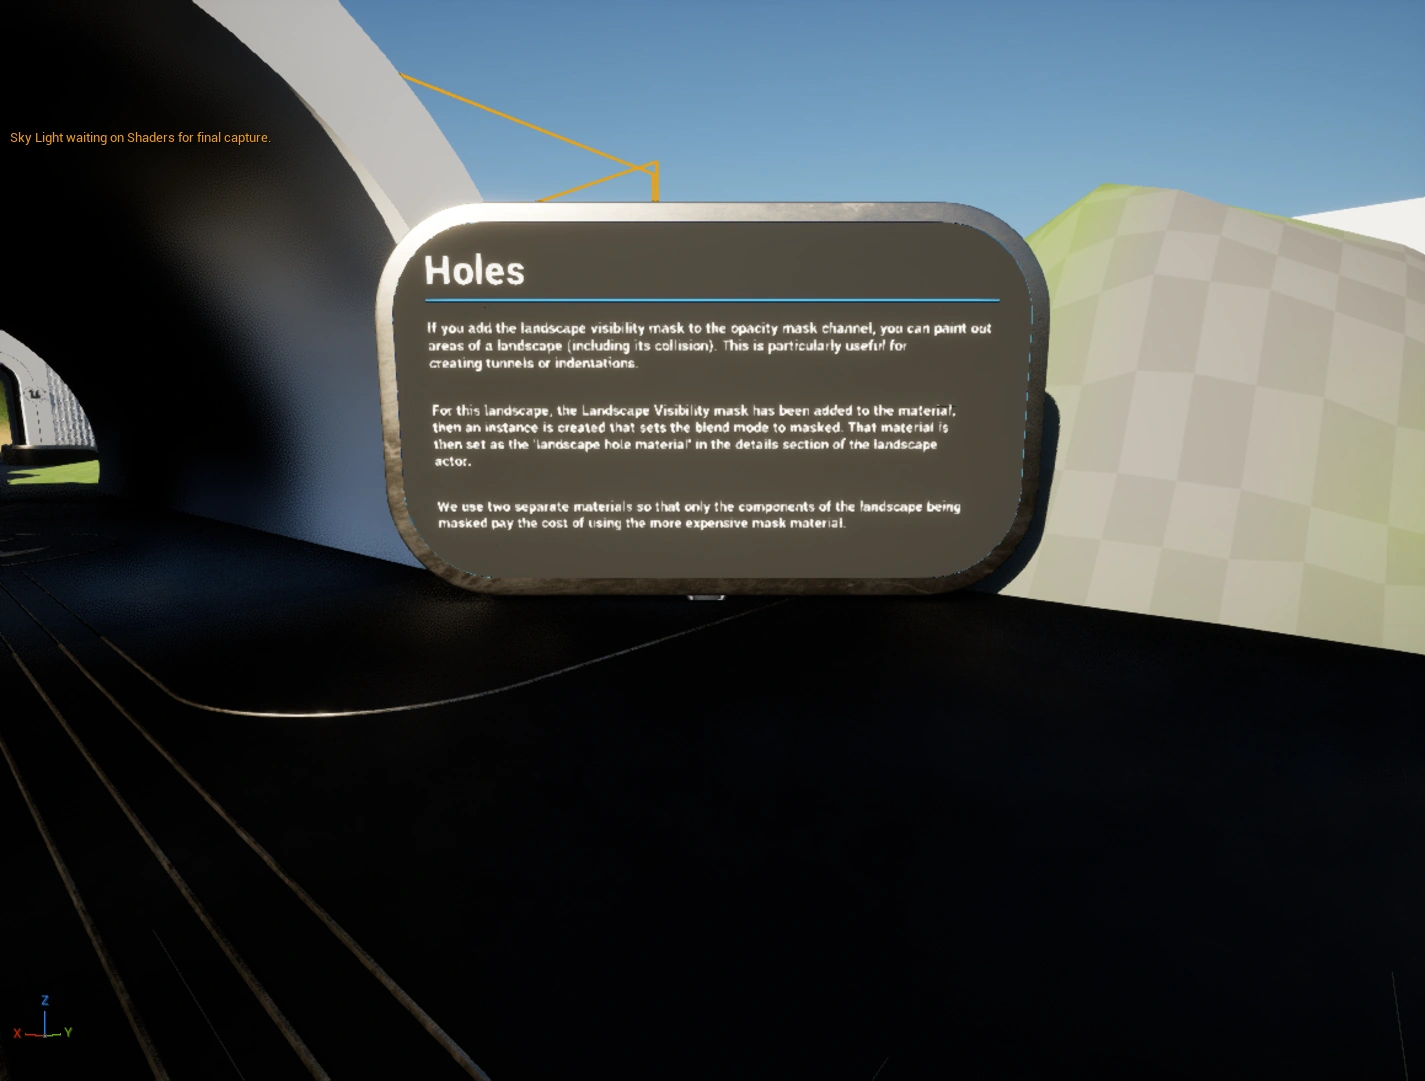 Sky Light waiting on Shaders for final capture.
Holes
If you add the landscape visibility mask to the opacity mask channel, you can paint out
areas of a landscape (including its collision). This is particularly useful for
creating tunnels or indentations.
For this landscape, the Landscape Visibility mask has been added to the material,
then an instance is created that sets the blend mode to masked. That material is
then set as the 'landscape hole material' in the details section of the landscape
actor.
We use two separate materials so that only the components of the landscape being
masked pay the cost of using the more expensive mask material.
Z
X
Y